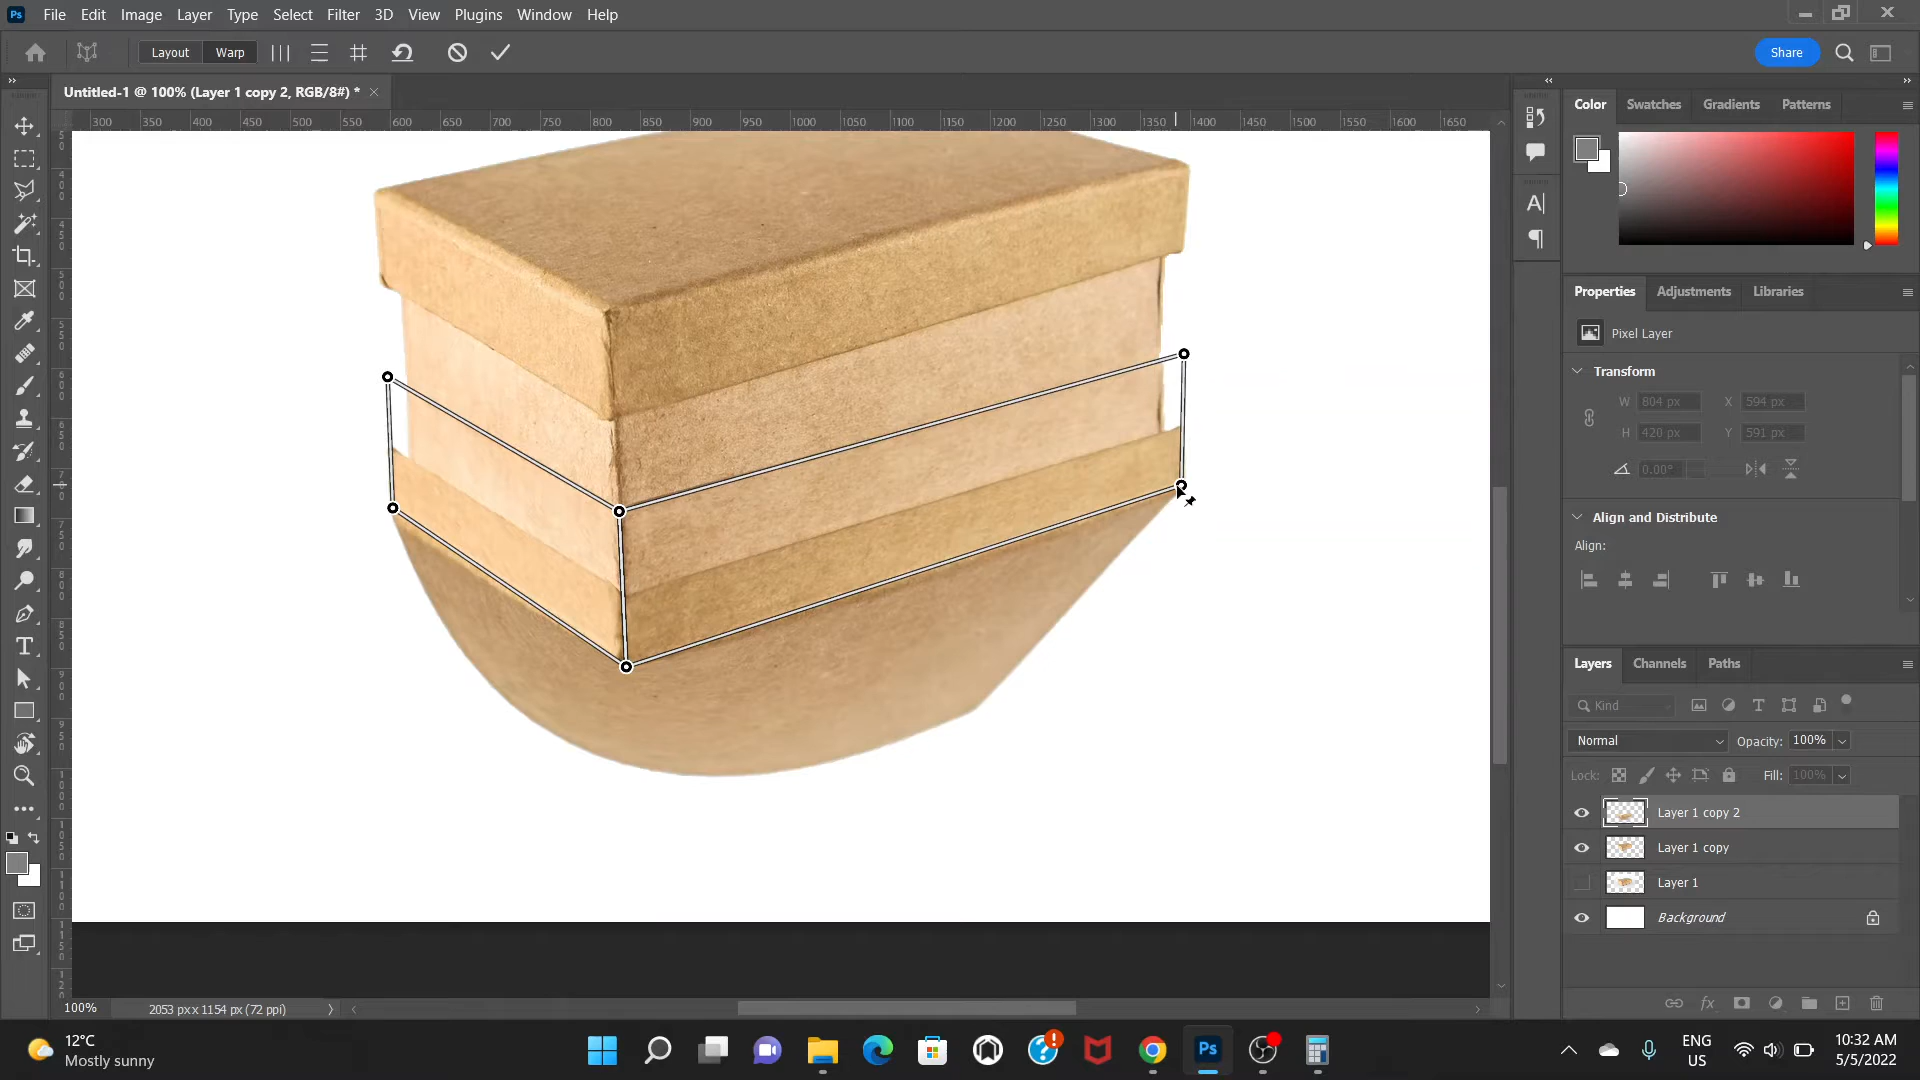 Ps File Edit Image Layer Type Select Filter 3D View Plugins Window Help
Layout Warp Share
Untitled-1 @ 100% (Layer 1 copy 2, RGB/8#) *
300 350 400 450 500 550 600 650 700 750 800 850 900 950 1000 1050 1100 1150 1200 1250 1300 1350 1400 1450 1500 1550 1600 1650
Color Swatches Gradients Patterns
Properties Adjustments Libraries
Pixel Layer
Transform
W 804 px X 594 px
H 420 px Y 591 px
0.00°
Align and Distribute
Align:
Layers Channels Paths
Kind
Normal Opacity: 100%
Lock: Fill: 100%
Layer 1 copy 2
Layer 1 copy
Layer 1
Background
100% 2053 px x 1154 px (72 ppi)
12°C
Mostly sunny
Ps
ENG
US
10:32 AM
5/5/2022